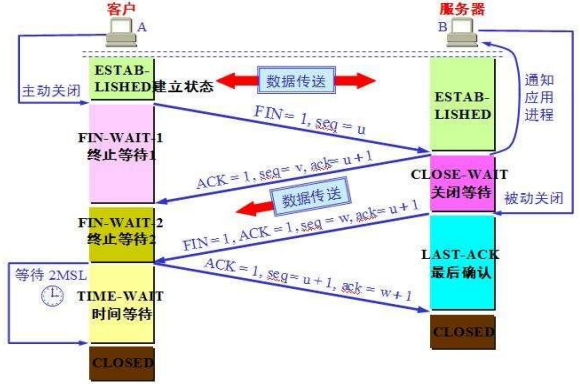 客户
服务器
A
B
主动关闭
ESTAB-
LISHED建立状态
数据传送
ESTAB-
LISHED
通知
应用
进程
FIN = 1, seq = u
FIN-WAIT-1
终止等待1
ACK = 1, seq= v, ack= u + 1
CLOSE-WAIT
关闭等待
数据传送
被动关闭
FIN-WAIT-2
终止等待2
FIN=1, ACK = 1, seq = w, ack= u + 1
LAST-ACK
最后确认
等待 2MSL
ACK = 1, seq= u + 1, ack = w + 1
TIME-WAIT
时间等待
CLOSED
CLOSED